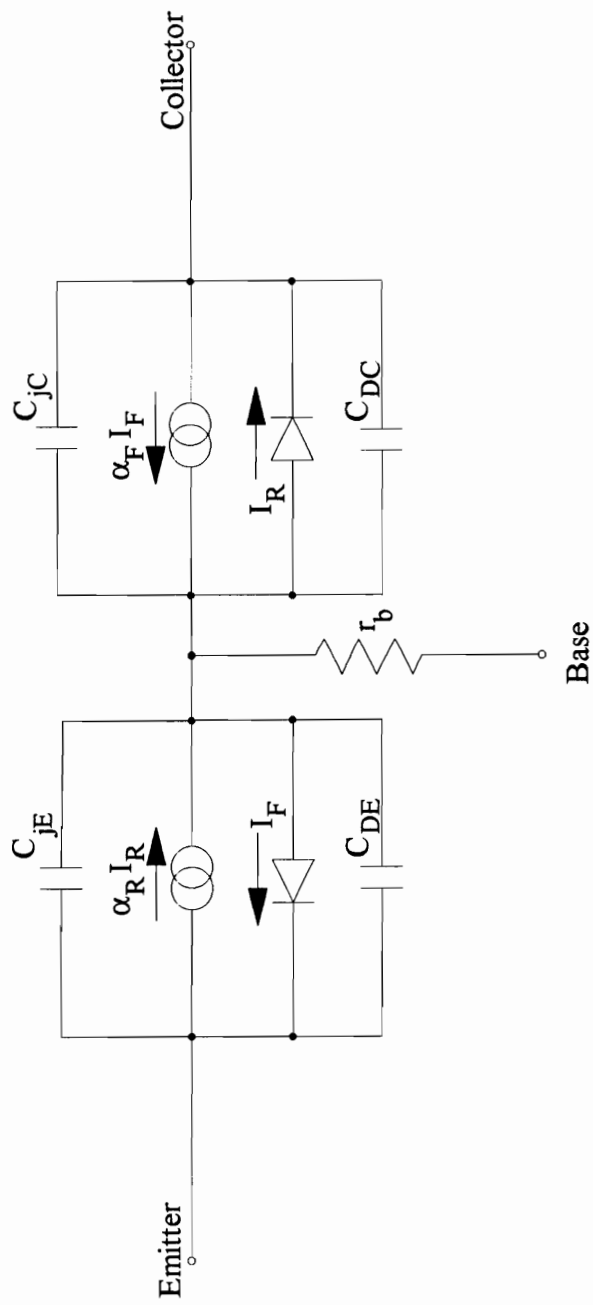 Emitter
C_jE
α_R I_R
I_F
C_DE
r_b
Base
C_jC
α_F I_F
I_R
C_DC
Collector